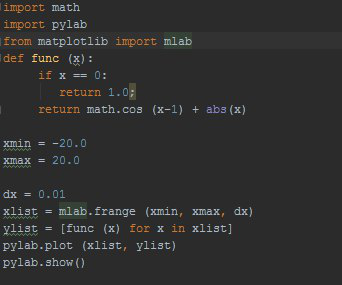 import math
import pylab
from matplotlib import mlab
def func (x):
if x == 0:
return 1.0;
return math.cos (x-1) + abs(x)
xmin = -20.0
xmax = 20.0
dx = 0.01
xlist = mlab.frange (xmin, xmax, dx)
ylist = [func (x) for x in xlist]
pylab.plot (xlist, ylist)
pylab.show()